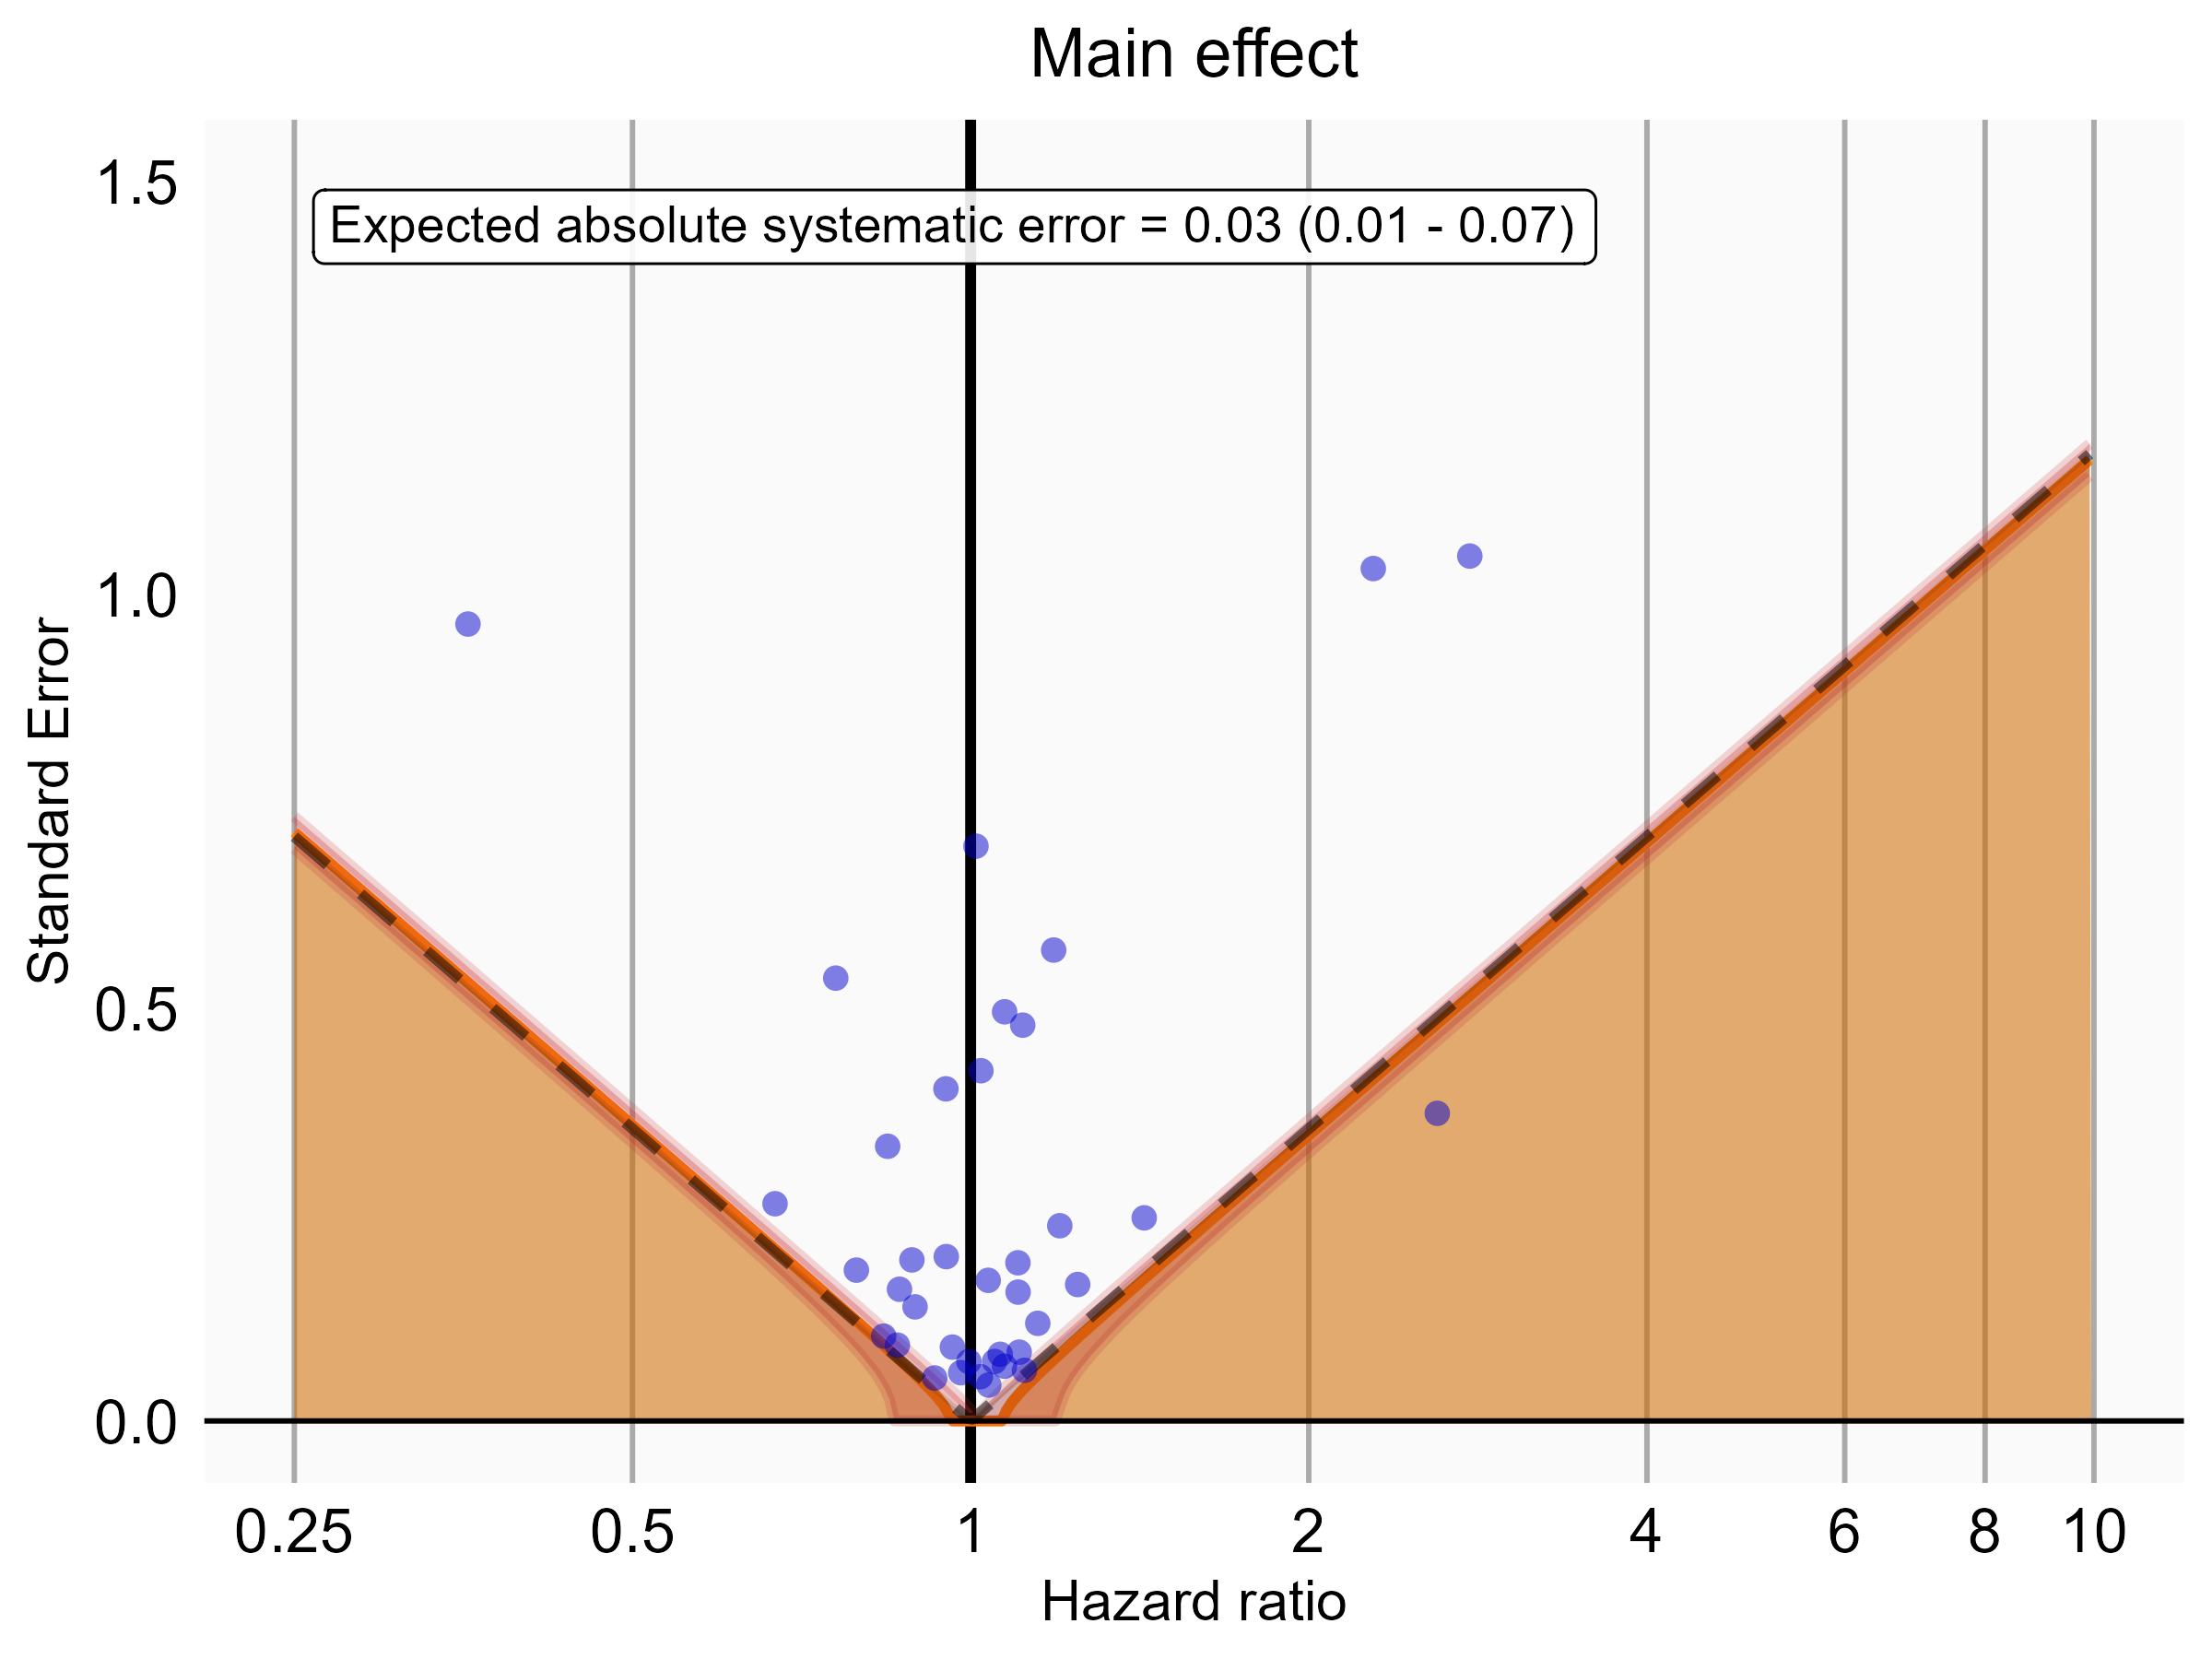 Main effect
1.5
Expected absolute systematic error = 0.03 (0.01 - 0.07)
1.0
Standard Error
0.5
0.0
0.25 0.5 1 2 4 6 8 10
Hazard ratio